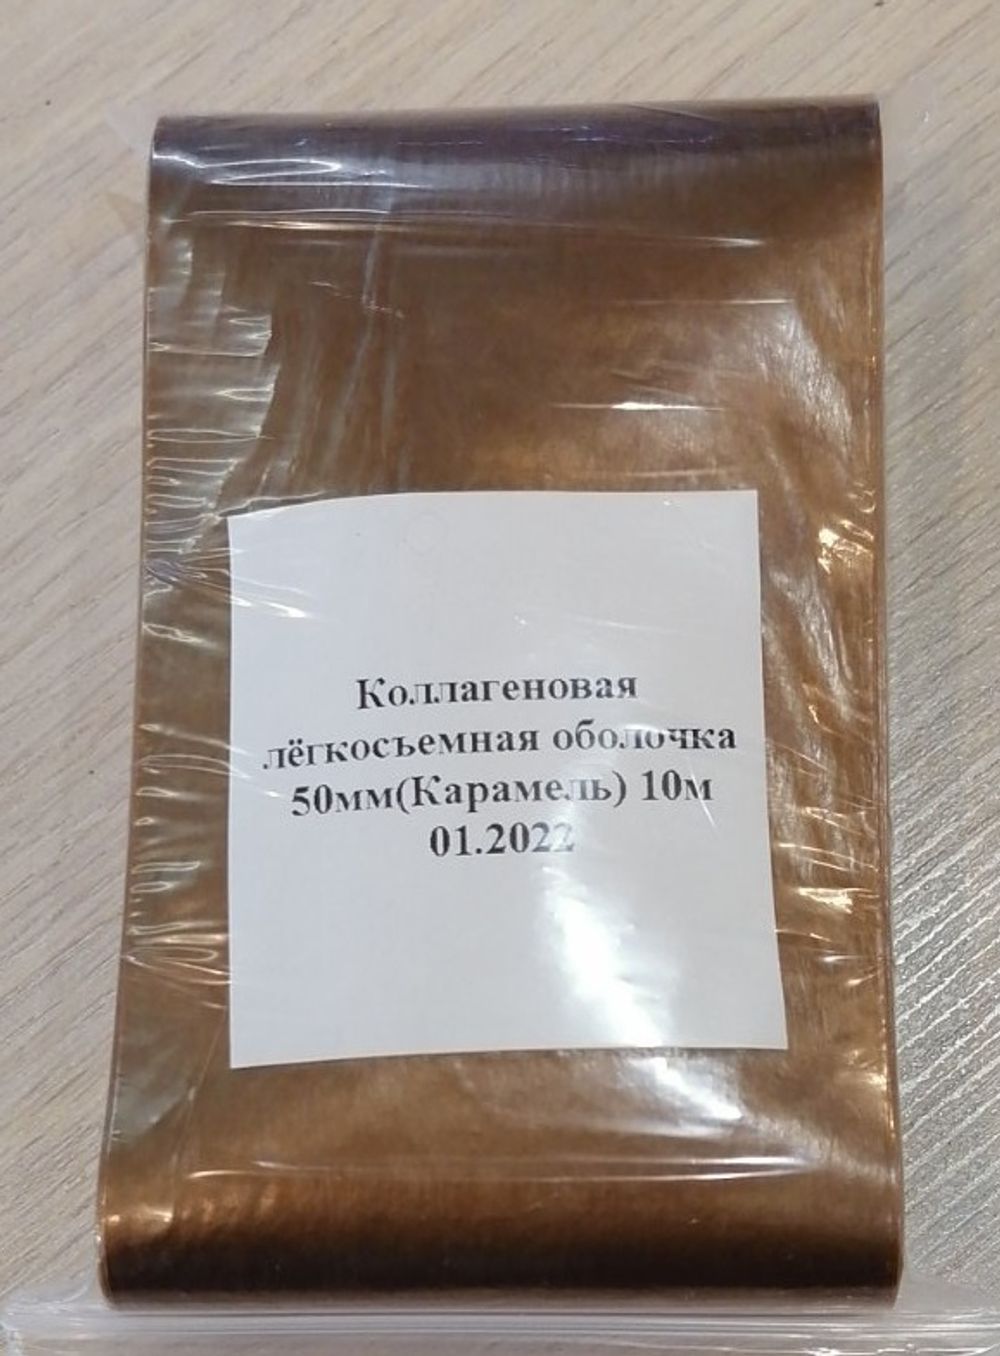 Коллагеновая
лёгкосъемная оболочка
50мм(Карамель) 10м
01.2022